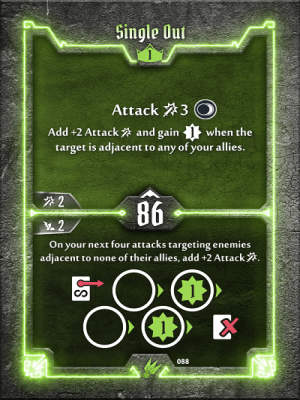 Single Out
1
Attack 3
Add +2 Attack and gain 1 when the
target is adjacent to any of your allies.
2
86
2
On your next four attacks targeting enemies
adjacent to none of their allies, add +2 Attack.
S
1
1
088